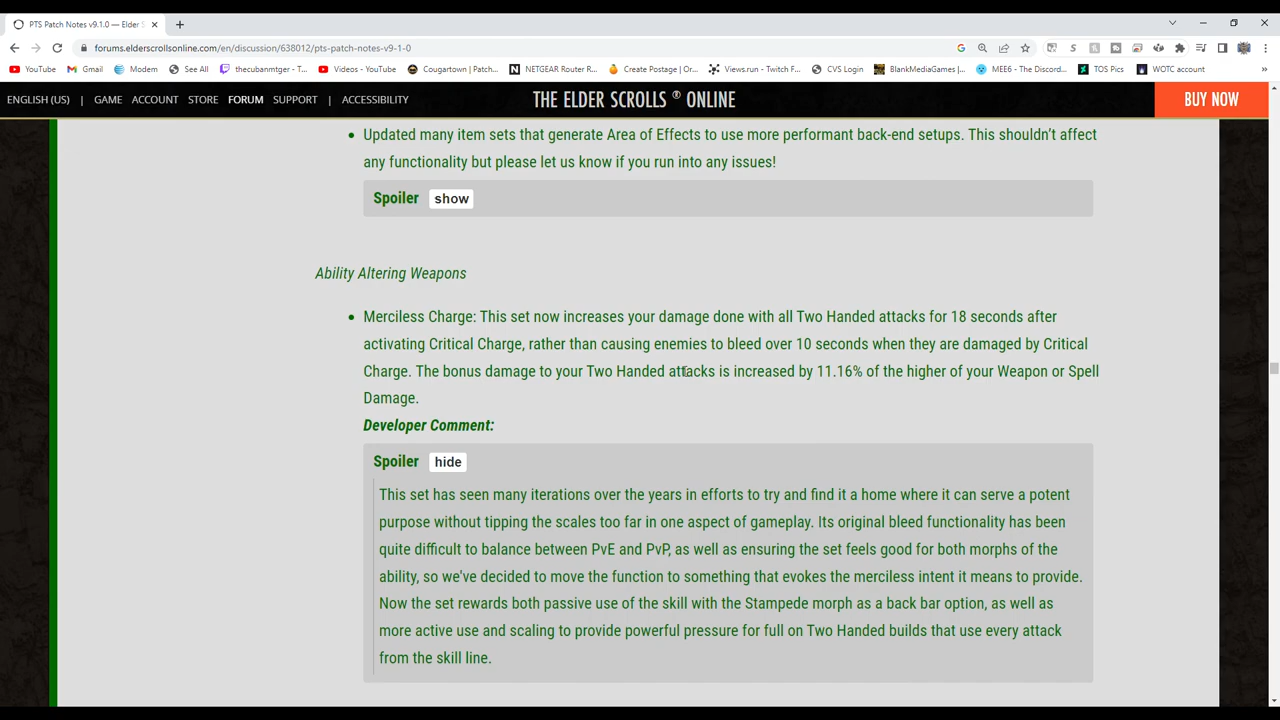 PTS Patch Notes v9.1.0 — Elder S
forums.elderscrollsonline.com/en/discussion/638012/pts-patch-notes-v9-1-0
YouTube Gmail Modem See All thecubanmtger - T... Videos - YouTube Cougartown | Patch... NETGEAR Router R... Create Postage | Or... Views.run - Twitch F... CVS Login BlankMediaGames |... MEE6 - The Discord... TOS Pics WOTC account »
ENGLISH (US) | GAME ACCOUNT STORE FORUM SUPPORT | ACCESSIBILITY THE ELDER SCROLLS ® ONLINE BUY NOW
• Updated many item sets that generate Area of Effects to use more performant back-end setups. This shouldn't affect
any functionality but please let us know if you run into any issues!
Spoiler show
Ability Altering Weapons
• Merciless Charge: This set now increases your damage done with all Two Handed attacks for 18 seconds after
activating Critical Charge, rather than causing enemies to bleed over 10 seconds when they are damaged by Critical
Charge. The bonus damage to your Two Handed attacks is increased by 11.16% of the higher of your Weapon or Spell
Damage.
Developer Comment:
Spoiler hide
This set has seen many iterations over the years in efforts to try and find it a home where it can serve a potent
purpose without tipping the scales too far in one aspect of gameplay. Its original bleed functionality has been
quite difficult to balance between PvE and PvP, as well as ensuring the set feels good for both morphs of the
ability, so we've decided to move the function to something that evokes the merciless intent it means to provide.
Now the set rewards both passive use of the skill with the Stampede morph as a back bar option, as well as
more active use and scaling to provide powerful pressure for full on Two Handed builds that use every attack
from the skill line.